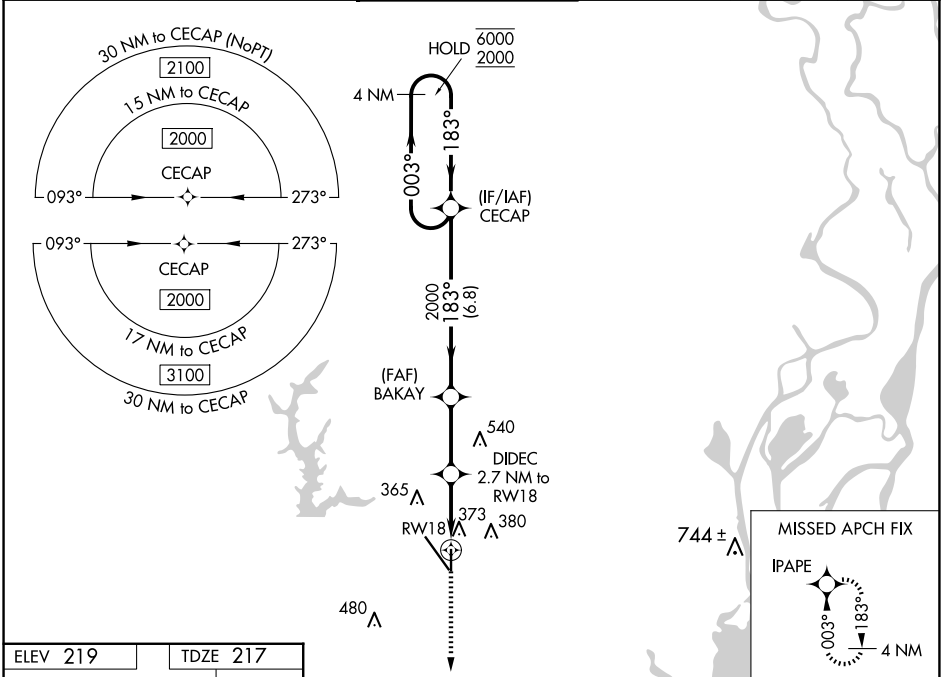 30 NM to CECAP (NoPT)
2100
15 NM to CECAP
2000
CECAP
093°
273°
093°
273°
CECAP
2000
17 NM to CECAP
3100
30 NM to CECAP
HOLD
6000
2000
4 NM
003°
183°
(IF/IAF)
CECAP
2000
183°
(6.8)
(FAF)
BAKAY
540
DIDEC
2.7 NM to
RW18
365
373
380
RW18
480
744 ±
MISSED APCH FIX
IPAPE
003°
183°
4 NM
ELEV 219
TDZE 217